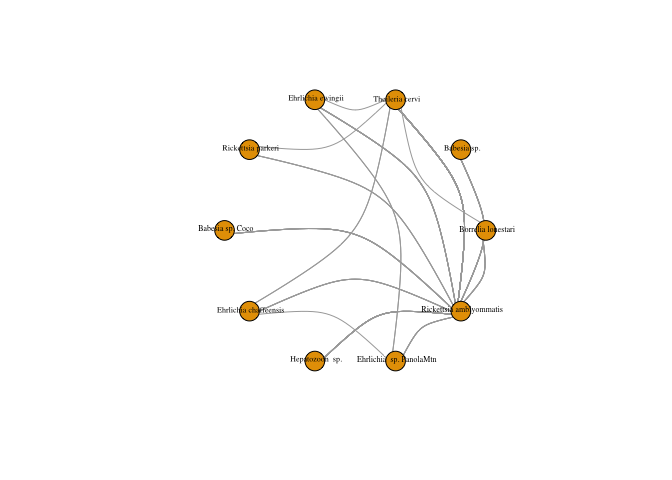 Ehrlichia ewingii
Theileria cervi
Rickettsia parkeri
Babesia sp.
Babesia sp. Coco
Borrelia lonestari
Ehrlichia chaffeensis
Rickettsia amblyommatis
Hepatozoon sp.
Ehrlichia sp. PanolaMtn